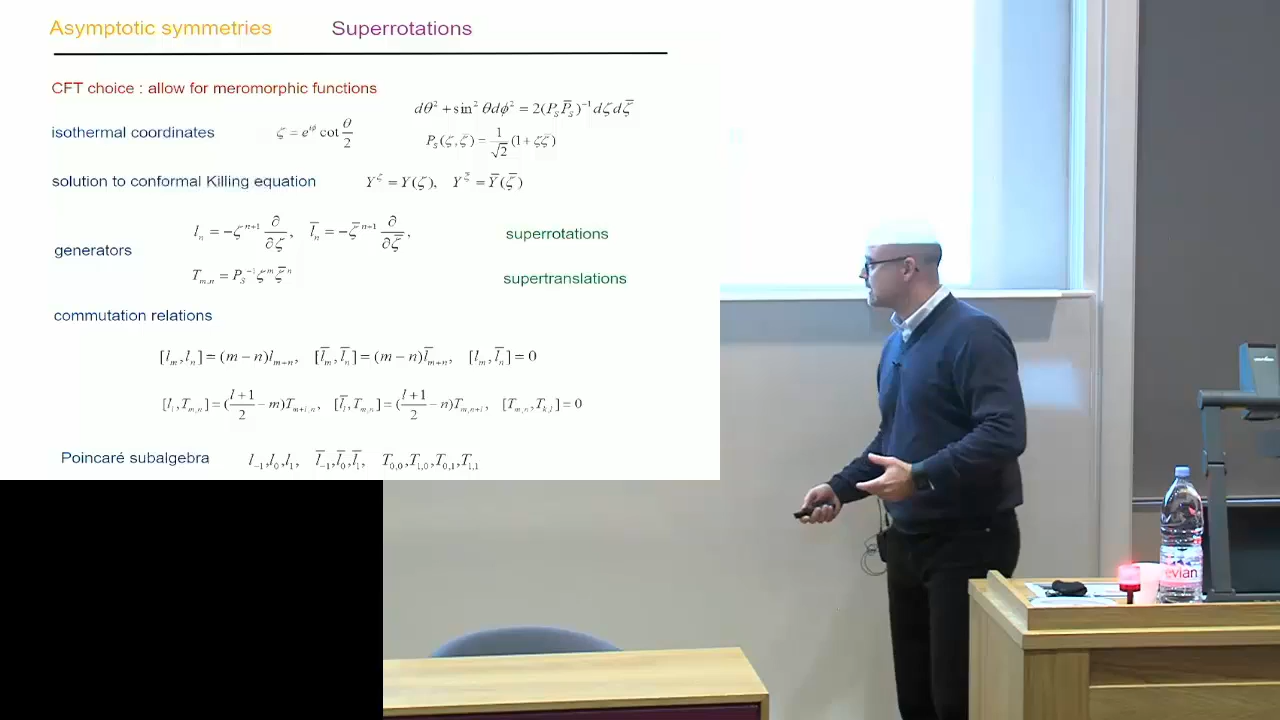 Asymptotic symmetries Superrotations
CFT choice : allow for meromorphic functions
isothermal coordinates ζ = e^{iφ} cot θ/2 dθ² + sin² θdφ² = 2(P_S P̄_S)^{-1} dζ dζ̄
P_S(ζ, ζ̄) = 1/√2 (1 + ζζ̄)
solution to conformal Killing equation Y^ζ = Y(ζ), Y^ζ̄ = Ȳ(ζ̄)
generators l_n = −ζ^{n+1} ∂/∂ζ, l̄_n = −ζ̄^{n+1} ∂/∂ζ̄, superrotations
T_{m,n} = P_S^{-1} ζ^m ζ̄^n supertranslations
commutation relations
[l_m, l_n] = (m − n)l_{m+n}, [l̄_m, l̄_n] = (m − n)l̄_{m+n}, [l_m, l̄_n] = 0
[l_l, T_{m,n}] = (l+1/2 − m)T_{m+l,n}, [l̄_l, T_{m,n}] = (l+1/2 − n)T_{m,n+l}, [T_{m,n}, T_{k,l}] = 0
Poincaré subalgebra l_{-1}, l_0, l_1, l̄_{-1}, l̄_0, l̄_1, T_{0,0}, T_{1,0}, T_{0,1}, T_{1,1}
evian